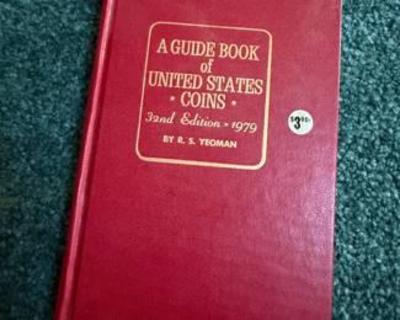 A GUIDE BOOK
of
UNITED STATES
* COINS *
32nd Edition * 1979
BY R. S. YEOMAN
$3.95